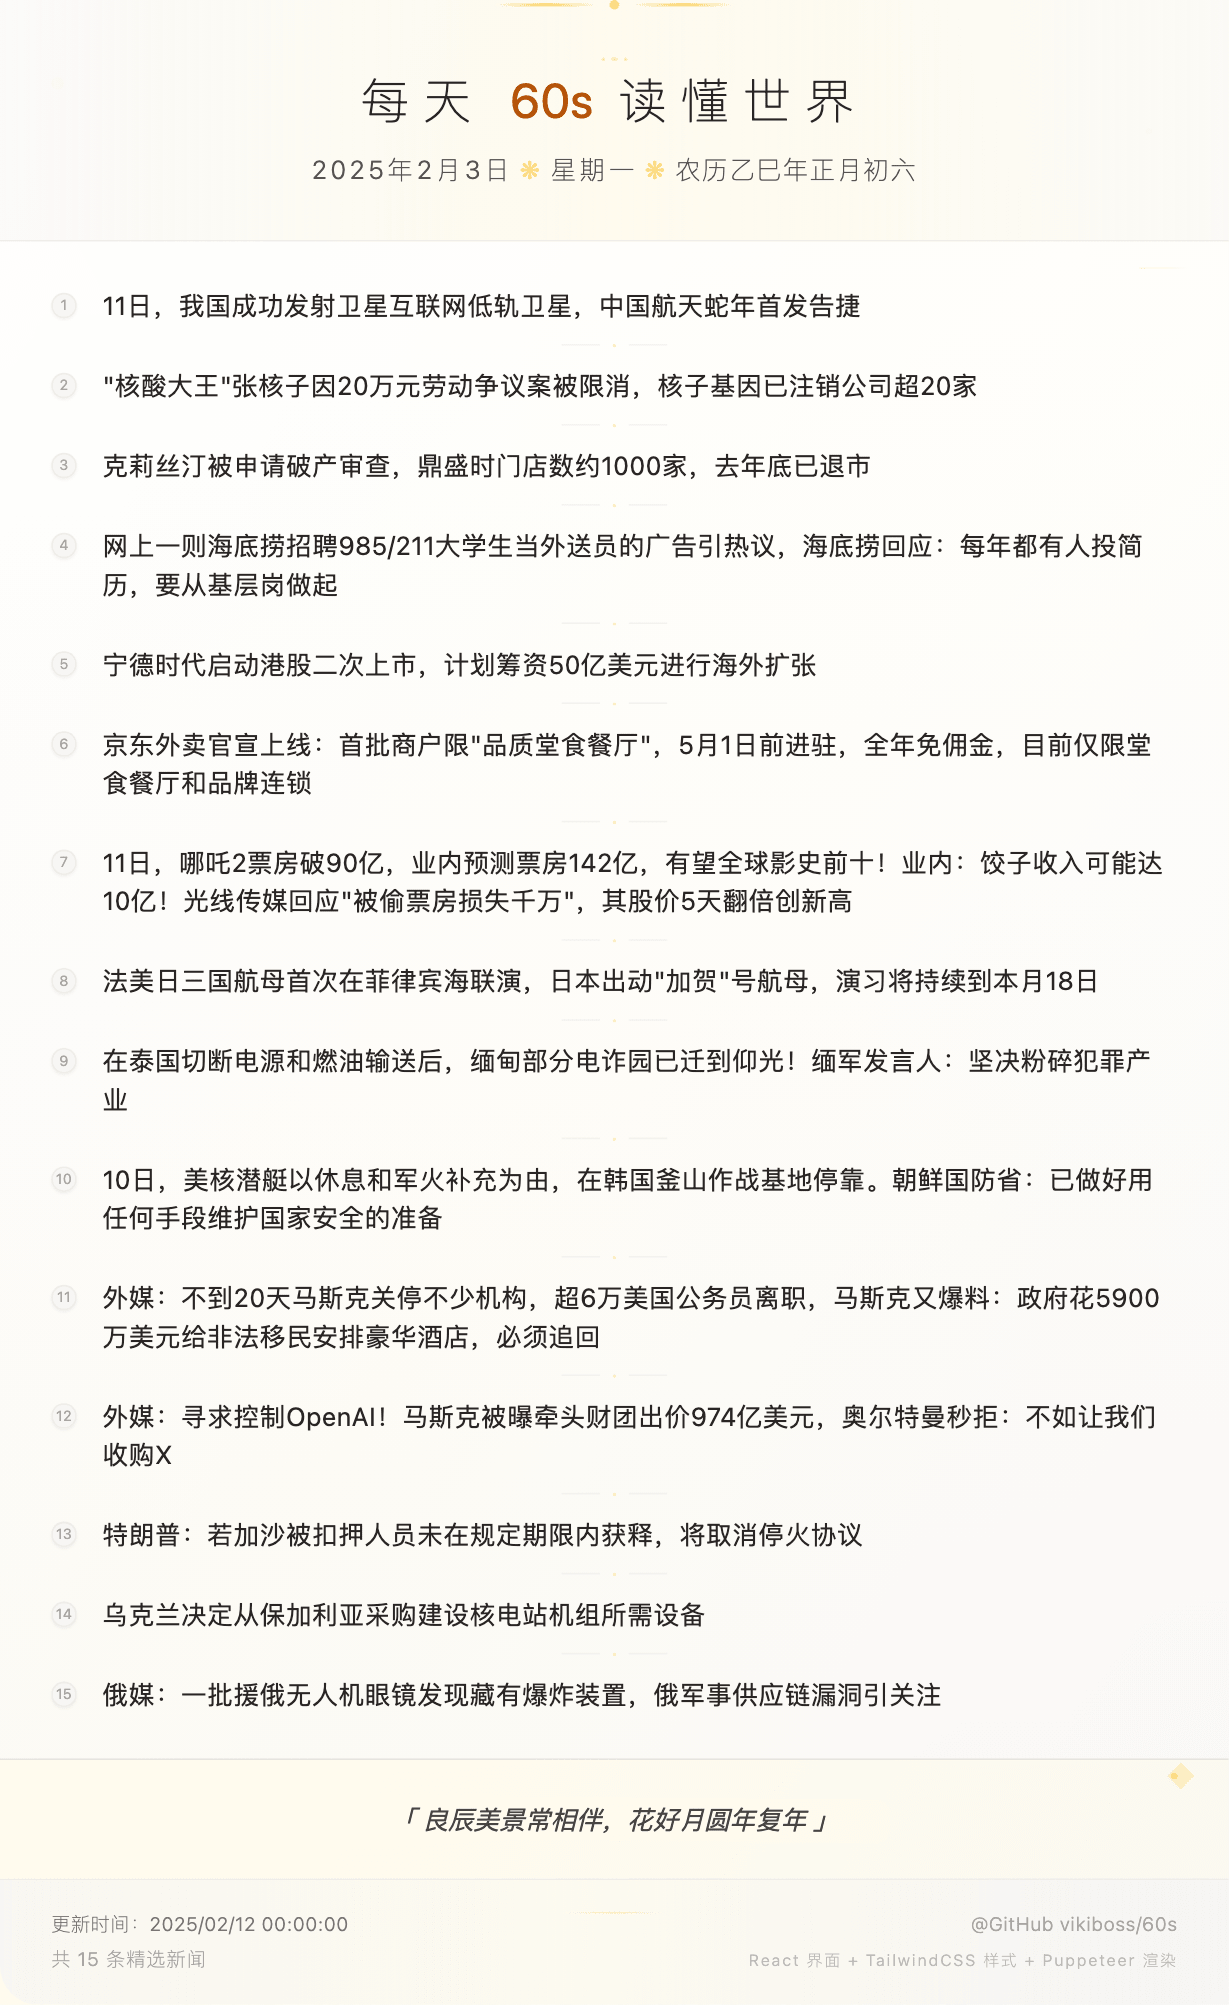 每天 60s 读懂世界
2025年2月3日 ❋ 星期一 ❋ 农历乙巳年正月初六
1 11日，我国成功发射卫星互联网低轨卫星，中国航天蛇年首发告捷
2 "核酸大王"张核子因20万元劳动争议案被限消，核子基因已注销公司超20家
3 克莉丝汀被申请破产审查，鼎盛时门店数约1000家，去年底已退市
4 网上一则海底捞招聘985/211大学生当外送员的广告引热议，海底捞回应：每年都有人投简
历，要从基层岗做起
5 宁德时代启动港股二次上市，计划筹资50亿美元进行海外扩张
6 京东外卖官宣上线：首批商户限"品质堂食餐厅"，5月1日前进驻，全年免佣金，目前仅限堂
食餐厅和品牌连锁
7 11日，哪吒2票房破90亿，业内预测票房142亿，有望全球影史前十！业内：饺子收入可能达
10亿！光线传媒回应"被偷票房损失千万"，其股价5天翻倍创新高
8 法美日三国航母首次在菲律宾海联演，日本出动"加贺"号航母，演习将持续到本月18日
9 在泰国切断电源和燃油输送后，缅甸部分电诈园已迁到仰光！缅军发言人：坚决粉碎犯罪产
业
10 10日，美核潜艇以休息和军火补充为由，在韩国釜山作战基地停靠。朝鲜国防省：已做好用
任何手段维护国家安全的准备
11 外媒：不到20天马斯克关停不少机构，超6万美国公务员离职，马斯克又爆料：政府花5900
万美元给非法移民安排豪华酒店，必须追回
12 外媒：寻求控制OpenAI！马斯克被曝牵头财团出价974亿美元，奥尔特曼秒拒：不如让我们
收购X
13 特朗普：若加沙被扣押人员未在规定期限内获释，将取消停火协议
14 乌克兰决定从保加利亚采购建设核电站机组所需设备
15 俄媒：一批援俄无人机眼镜发现藏有爆炸装置，俄军事供应链漏洞引关注
「 良辰美景常相伴，花好月圆年复年 」
更新时间：2025/02/12 00:00:00
@GitHub vikiboss/60s
共 15 条精选新闻
React 界面 + TailwindCSS 样式 + Puppeteer 渲染